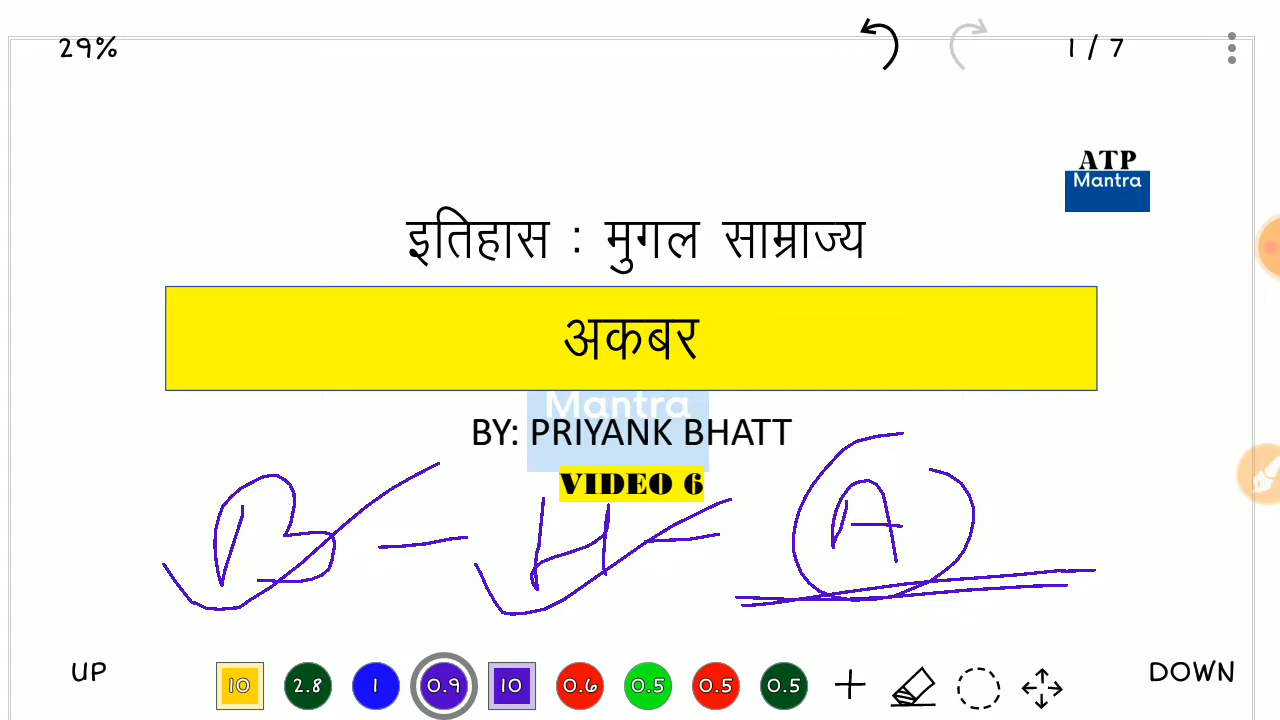 29% 1 / 7
ATP
Mantra
इतिहास : मुगल साम्राज्य
अकबर
Mantra
BY: PRIYANK BHATT
VIDEO 6
B - H - A
UP DOWN
10 2.8 1 0.9 10 0.6 0.5 0.5 0.5